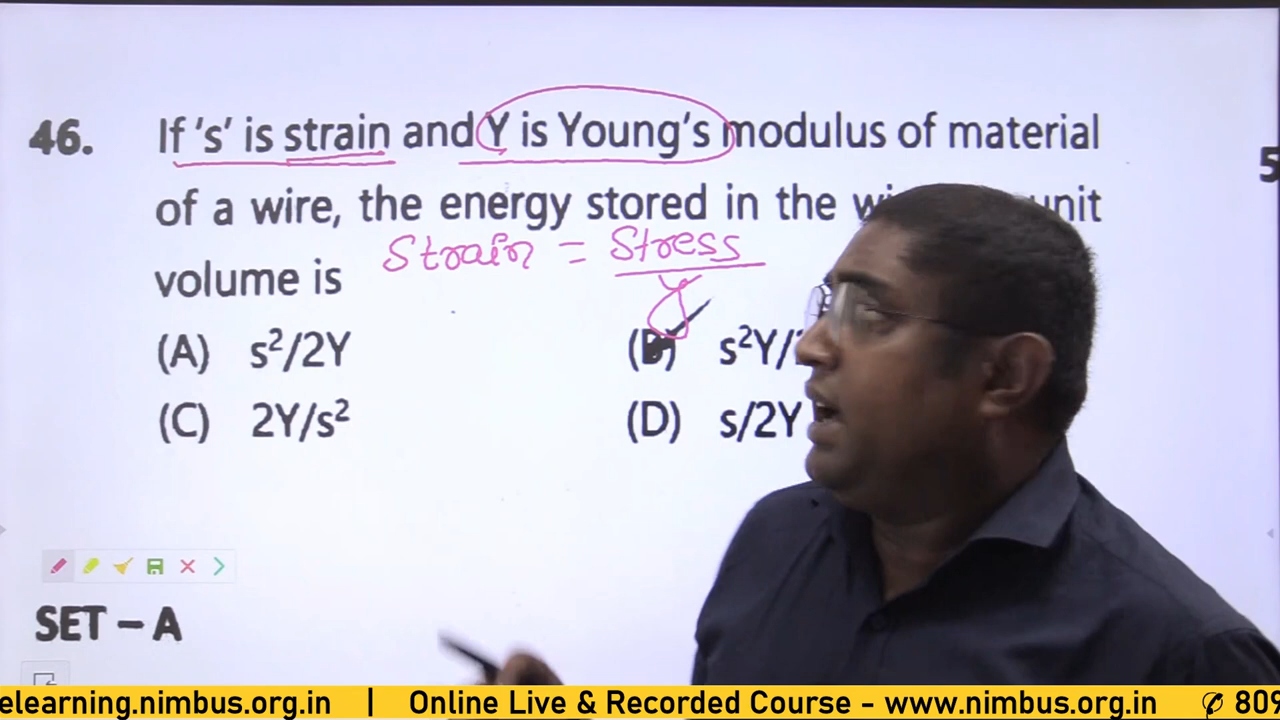 46. If 's' is strain and Y is Young's modulus of material
of a wire, the energy stored in the unit
volume is
Strain = Stress
Y
(A) s²/2Y (B) s²Y/
(C) 2Y/s² (D) s/2Y
5
SET – A
elearning.nimbus.org.in | Online Live & Recorded Course - www.nimbus.org.in ✆ 809